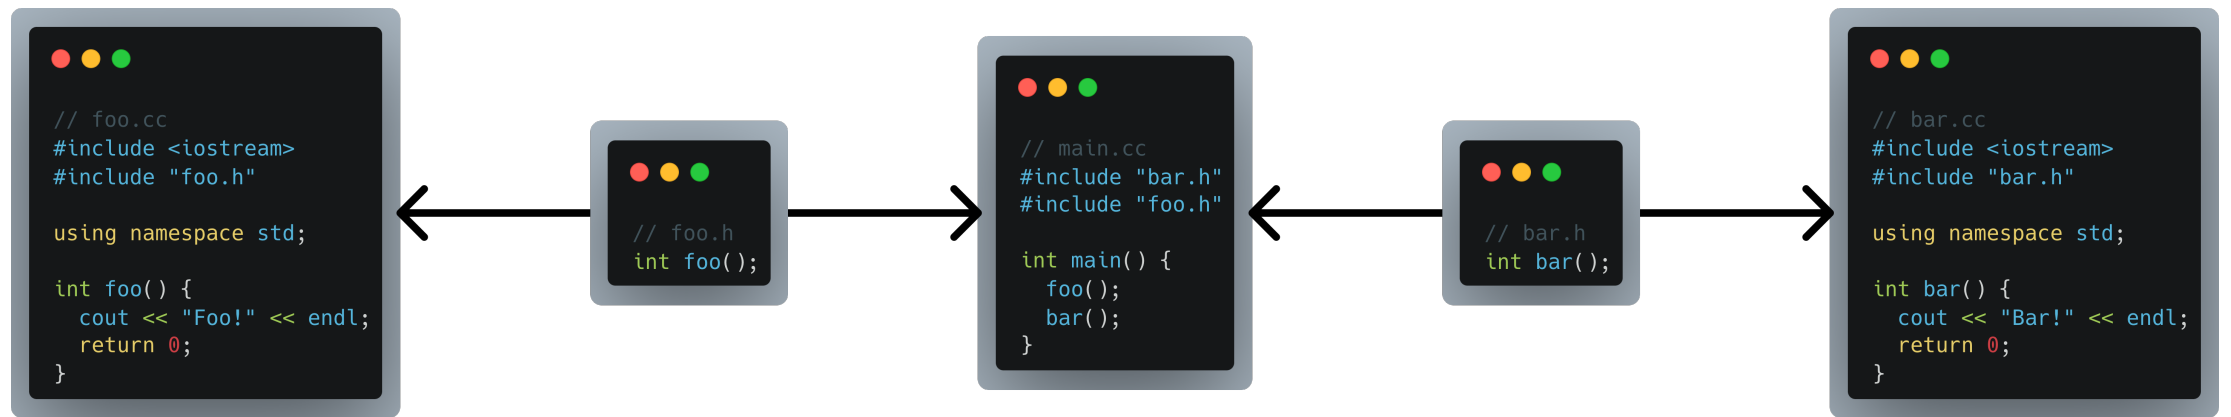 // foo.cc
#include <iostream>
#include "foo.h"
using namespace std;
int foo() {
  cout << "Foo!" << endl;
  return 0;
}
// foo.h
int foo();
// main.cc
#include "bar.h"
#include "foo.h"
int main() {
  foo();
  bar();
}
// bar.h
int bar();
// bar.cc
#include <iostream>
#include "bar.h"
using namespace std;
int bar() {
  cout << "Bar!" << endl;
  return 0;
}